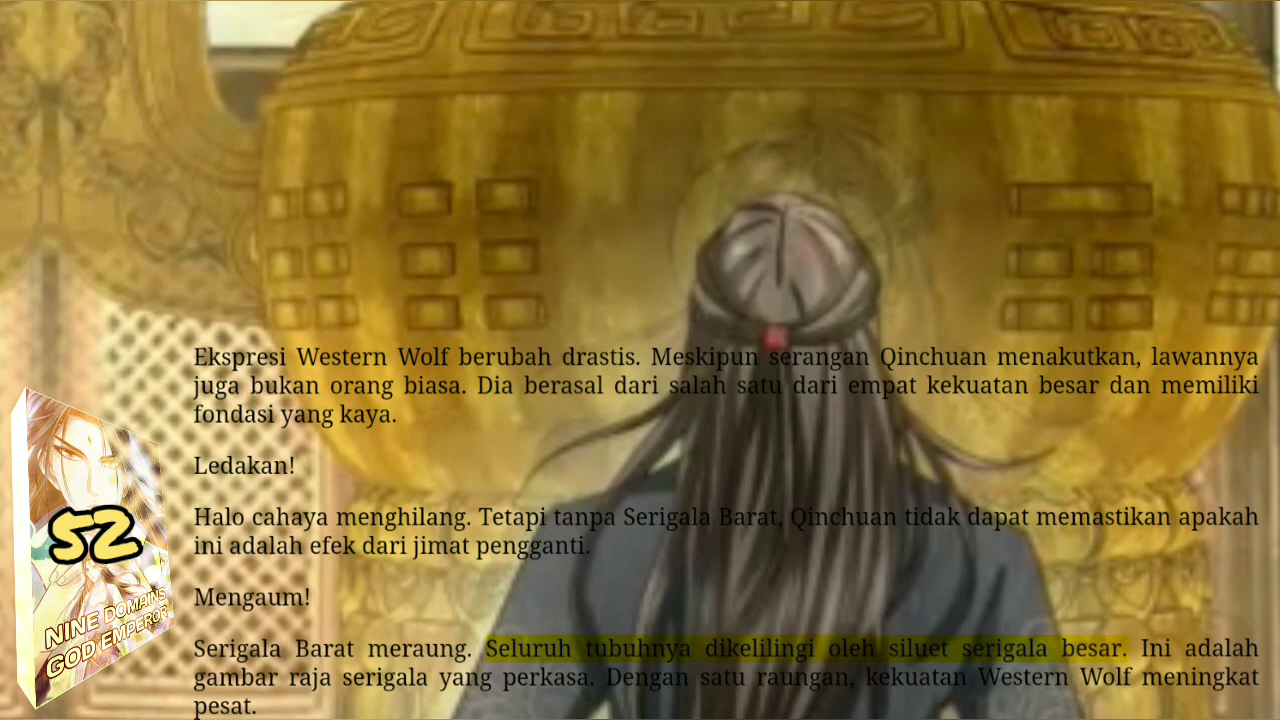 Ekspresi Western Wolf berubah drastis. Meskipun serangan Qinchuan menakutkan, lawannya
juga bukan orang biasa. Dia berasal dari salah satu dari empat kekuatan besar dan memiliki
fondasi yang kaya.
Ledakan!
Halo cahaya menghilang. Tetapi tanpa Serigala Barat, Qinchuan tidak dapat memastikan apakah
ini adalah efek dari jimat pengganti.
Mengaum!
Serigala Barat meraung. Seluruh tubuhnya dikelilingi oleh siluet serigala besar. Ini adalah
gambar raja serigala yang perkasa. Dengan satu raungan, kekuatan Western Wolf meningkat
pesat.
52
NINE DOMAINS
GOD EMPEROR